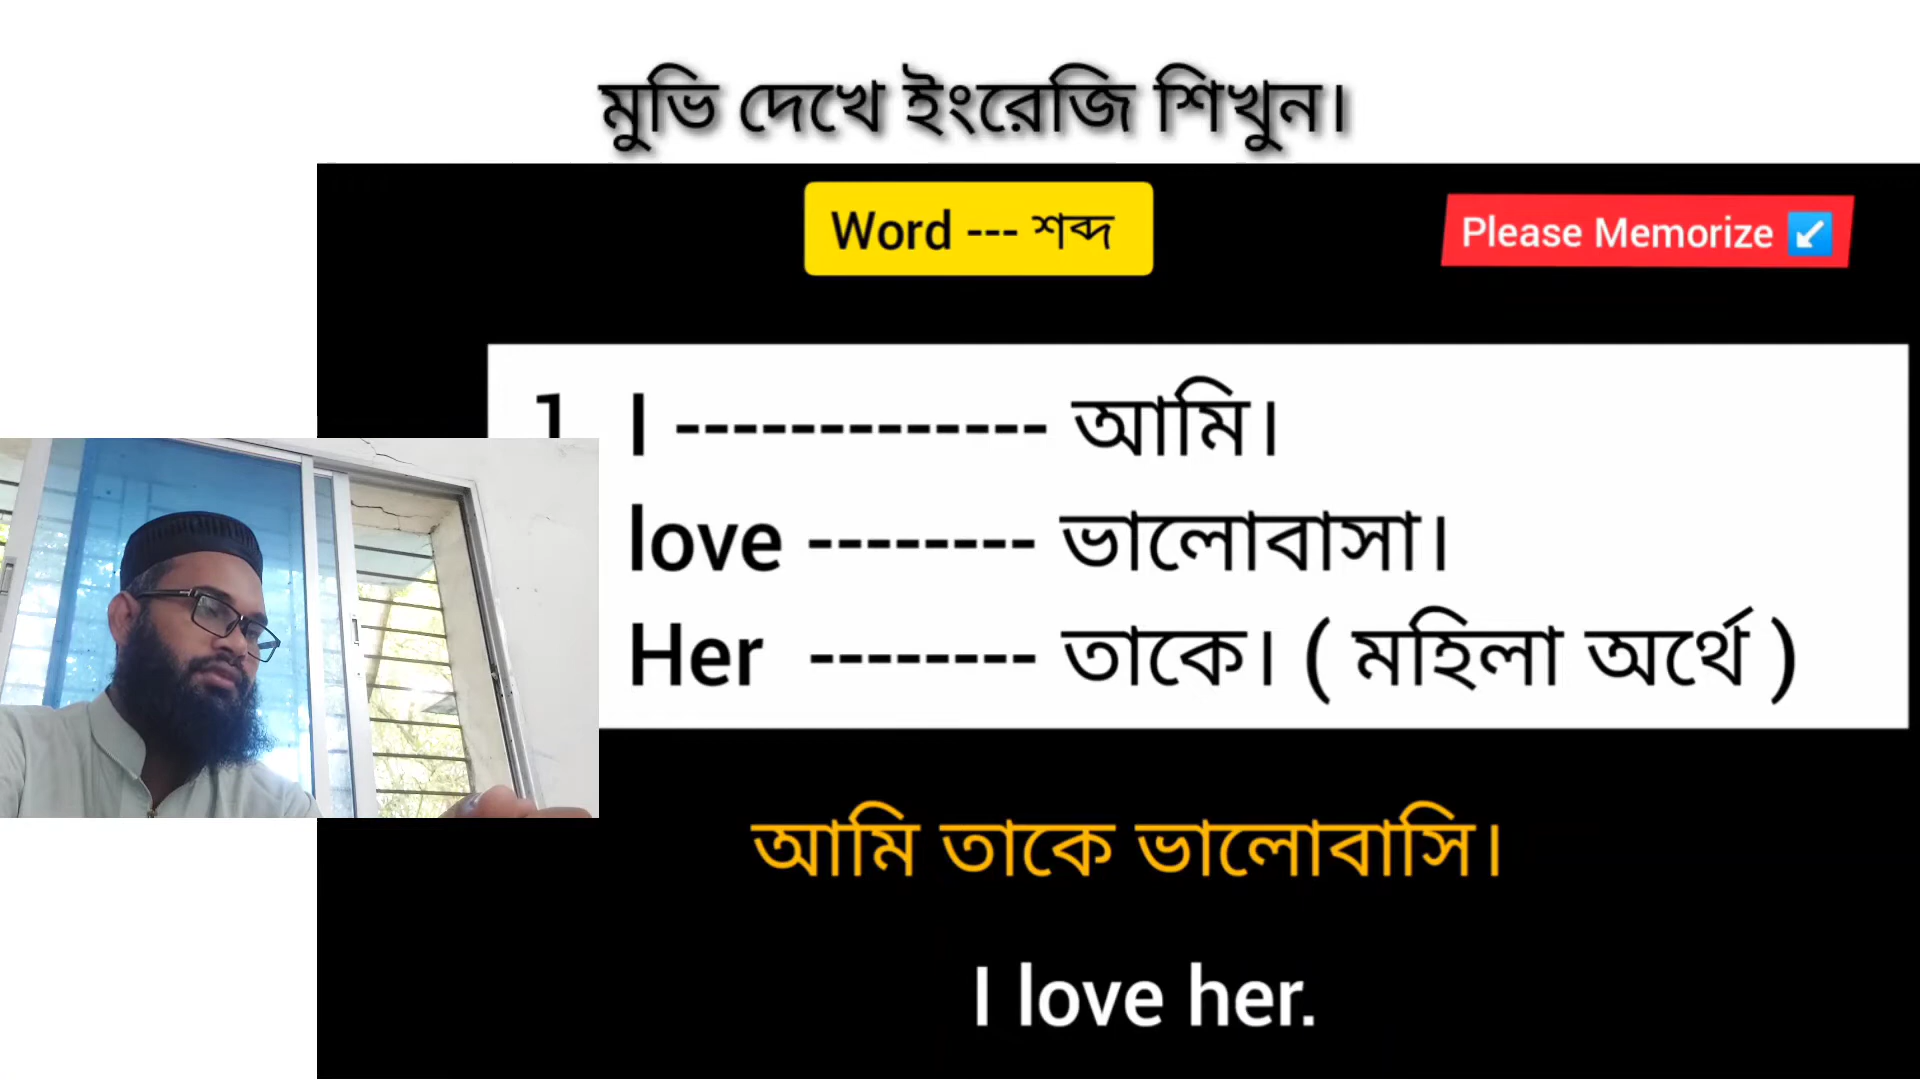 মুভি দেখে ইংরেজি শিখুন।
Word --- শব্দ
Please Memorize ↙
1 I ------------- আমি।
love -------- ভালোবাসা।
Her -------- তাকে। ( মহিলা অর্থে )
আমি তাকে ভালোবাসি।
I love her.